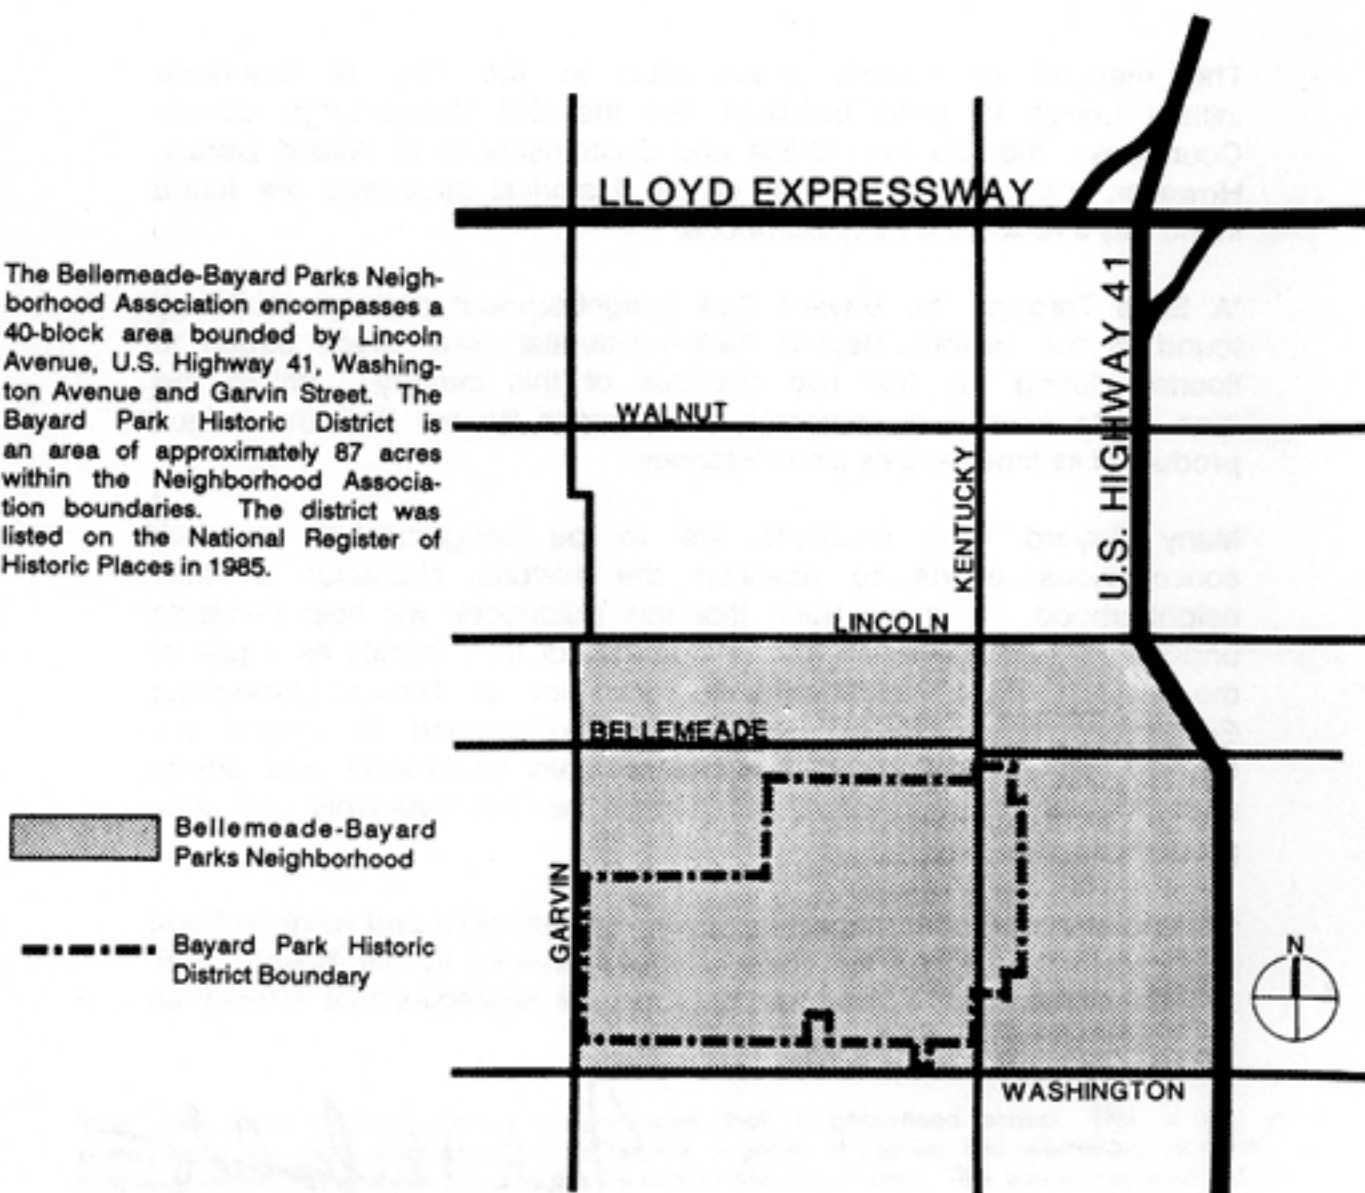 LLOYD EXPRESSWAY
The Bellemeade-Bayard Parks Neigh-
borhood Association encompasses a
40-block area bounded by Lincoln
Avenue, U.S. Highway 41, Washing-
ton Avenue and Garvin Street. The
Bayard Park Historic District is
an area of approximately 87 acres
within the Neighborhood Associa-
tion boundaries. The district was
listed on the National Register of
Historic Places in 1985.
WALNUT
KENTUCKY
U.S. HIGHWAY 41
LINCOLN
BELLEMEADE
Bellemeade-Bayard
Parks Neighborhood
GARVIN
Bayard Park Historic
District Boundary
N
WASHINGTON